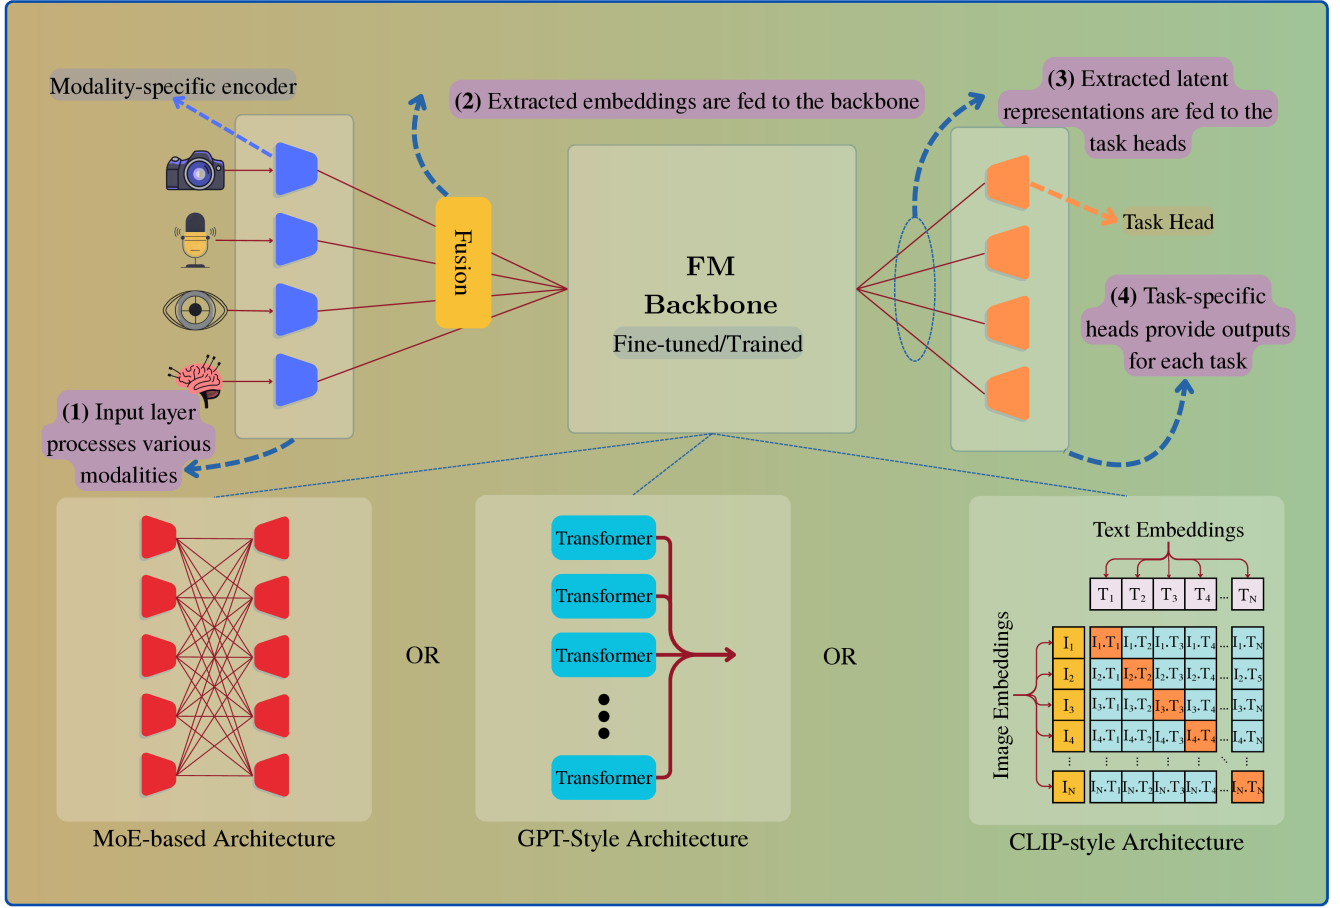 Modality-specific encoder
(2) Extracted embeddings are fed to the backbone
(3) Extracted latent
representations are fed to the
task heads
Fusion
FM
Backbone
Fine-tuned/Trained
Task Head
(4) Task-specific
heads provide outputs
for each task
(1) Input layer
processes various
modalities
Transformer
Transformer
Transformer
Transformer
OR
OR
Text Embeddings
T1 T2 T3 T4 ... TN
Image Embeddings
I1 I1.T1 I1.T2 I1.T3 I1.T4 ... I1.TN
I2 I2.T1 I2.T2 I2.T3 I2.T4 ... I2.T5
I3 I3.T1 I3.T2 I3.T3 I3.T4 ... I3.TN
I4 I4.T1 I4.T2 I4.T3 I4.T4 ... I4.TN
IN IN.T1 IN.T2 IN.T3 IN.T4 ... IN.TN
MoE-based Architecture
GPT-Style Architecture
CLIP-style Architecture